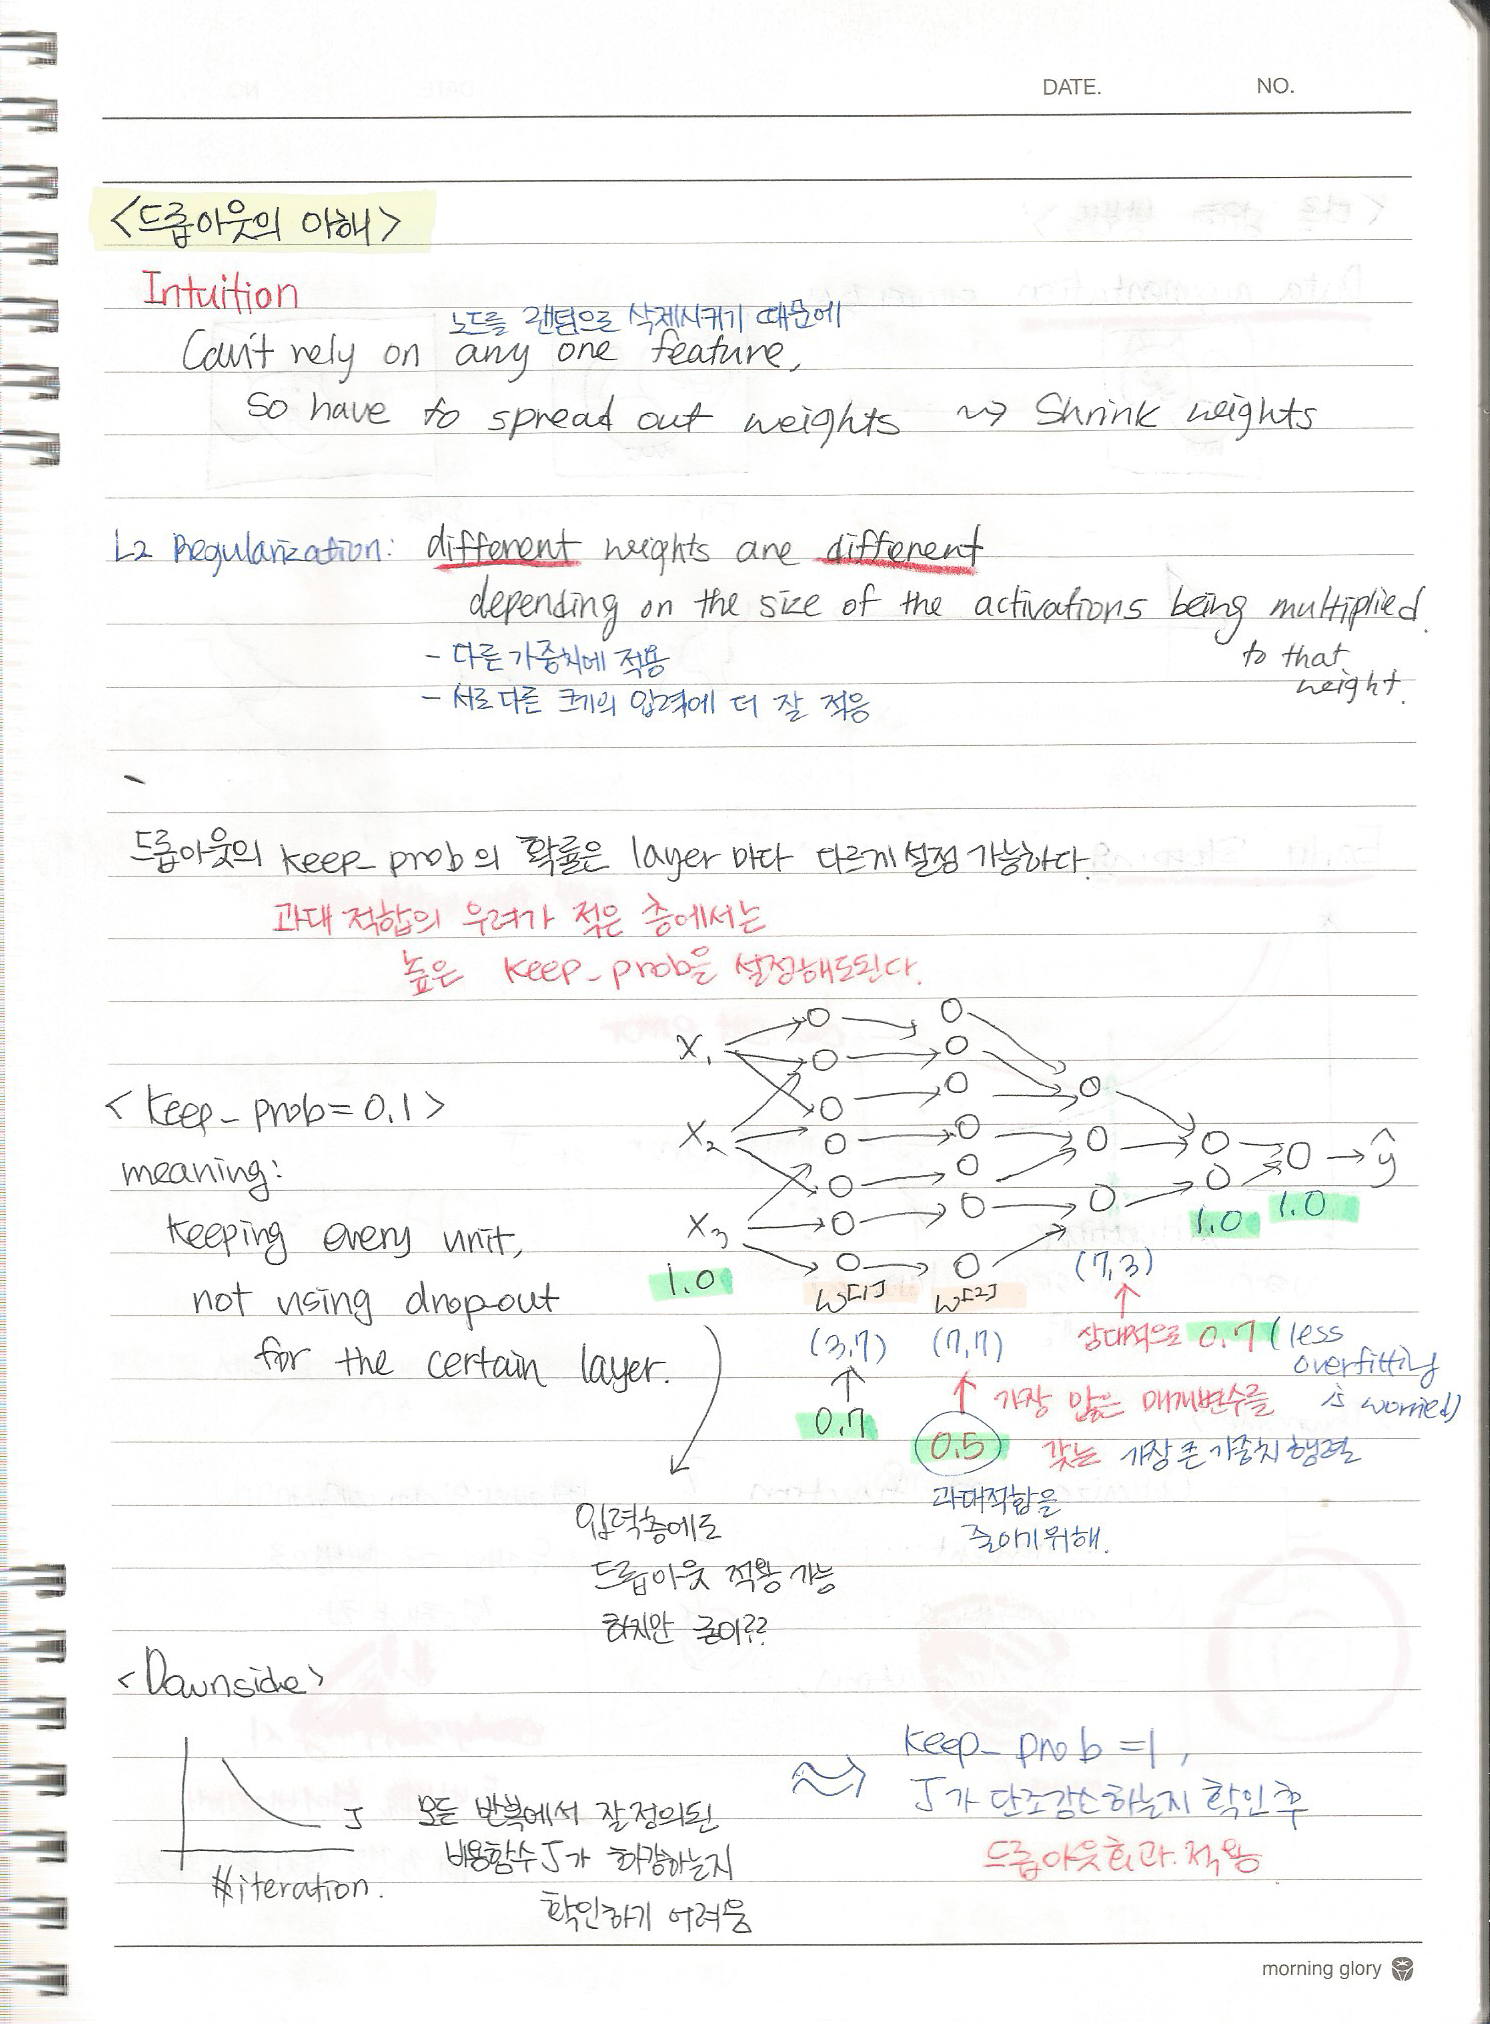 DATE. NO.
<드롭아웃의 이해>
Intuition
노드를 랜덤으로 삭제시키기 때문에
Can't rely on any one feature,
so have to spread out weights ~> Shrink weights
L2 Regularization: different weights are different
depending on the size of the activations being multiplied
to that
weight.
- 다른 가중치에 적용
- 서로 다른 크기의 입력에 더 잘 적응
드롭아웃의 keep_prob의 확률은 layer 마다 다르게 설정 가능하다.
과대 적합의 우려가 적은 층에서는
높은 keep_prob을 설정해도된다.
X1
X2
X3
ŷ
<keep_prob=0.1>
meaning:
keeping every unit,
not using dropout
for the certain layer.
1.0
1.0 1.0
W[1] W[2]
(3,7) (7,7) (7,3)
0.7
0.5
상대적으로 0.7 (less
overfitting
is worried)
가장 많은 매개변수를
갖는 가장 큰 가중치 행렬
과대적합을
줄이기 위해.
입력층에도
드롭아웃 적용 가능
하지만 굳이??
<Downside>
J
#iteration.
모든 반복에서 잘 정의된
비용함수 J가 하강하는지
확인하기 어려움
keep_prob=1,
J가 단조감소하는지 확인 후
드롭아웃 효과 적용
morning glory